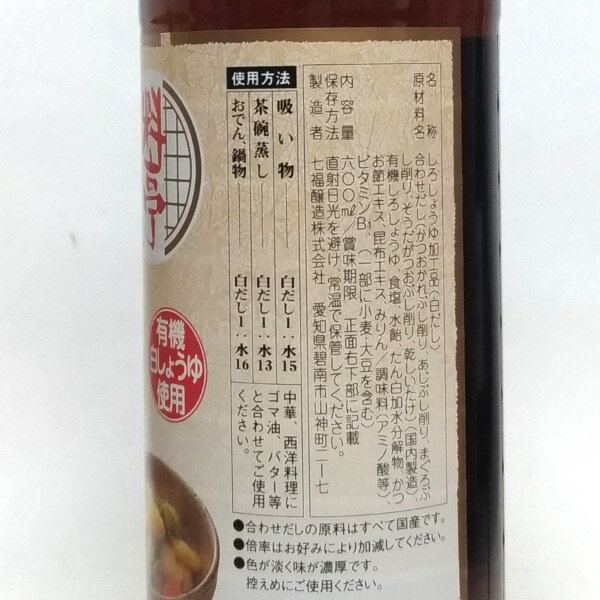 名称 しろしょうゆ加工品(白だし)
原材料名 合わせだし(かつおかれぶし削り、あじぶし削り、まぐろぶ
し削り、そうだかつおぶし削り、乾しいたけ)(国内製造)、
有機しろしょうゆ、食塩、水飴、たん白加水分解物、かつ
お節エキス、昆布エキス、みりん/調味料(アミノ酸等)、
ビタミンB₁、(一部に小麦・大豆を含む)
内容量 六〇〇㎖/賞味期限 正面右下部に記載
保存方法 直射日光を避け、常温で保管してください。
製造者 七福醸造株式会社 愛知県碧南市山神町二ー七
使用方法
吸い物 白だし1:水15
茶碗蒸し 白だし1:水13
おでん、鍋物 白だし1:水16
中華、西洋料理に
ゴマ油、バター等
と合わせてご使用
ください。
●合わせだしの原料はすべて国産です。
●倍率はお好みにより加減してください。
●色が淡く味が濃厚です。
控えめにご使用ください。
有機
白しょうゆ
使用